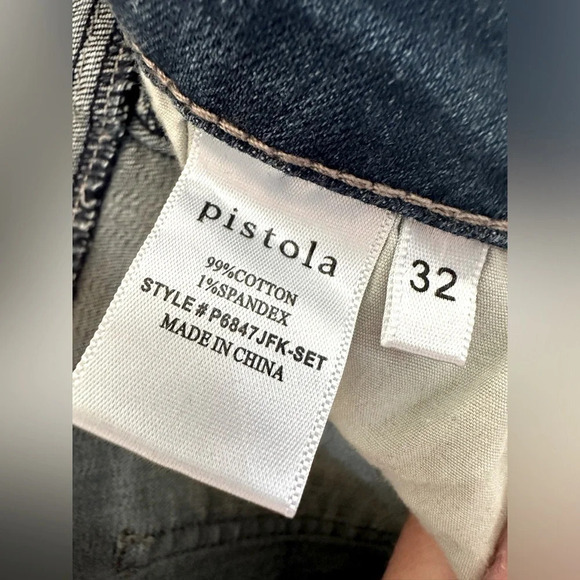 pistola
99%COTTON
1%SPANDEX
STYLE # P6847JFK-SET
MADE IN CHINA
32